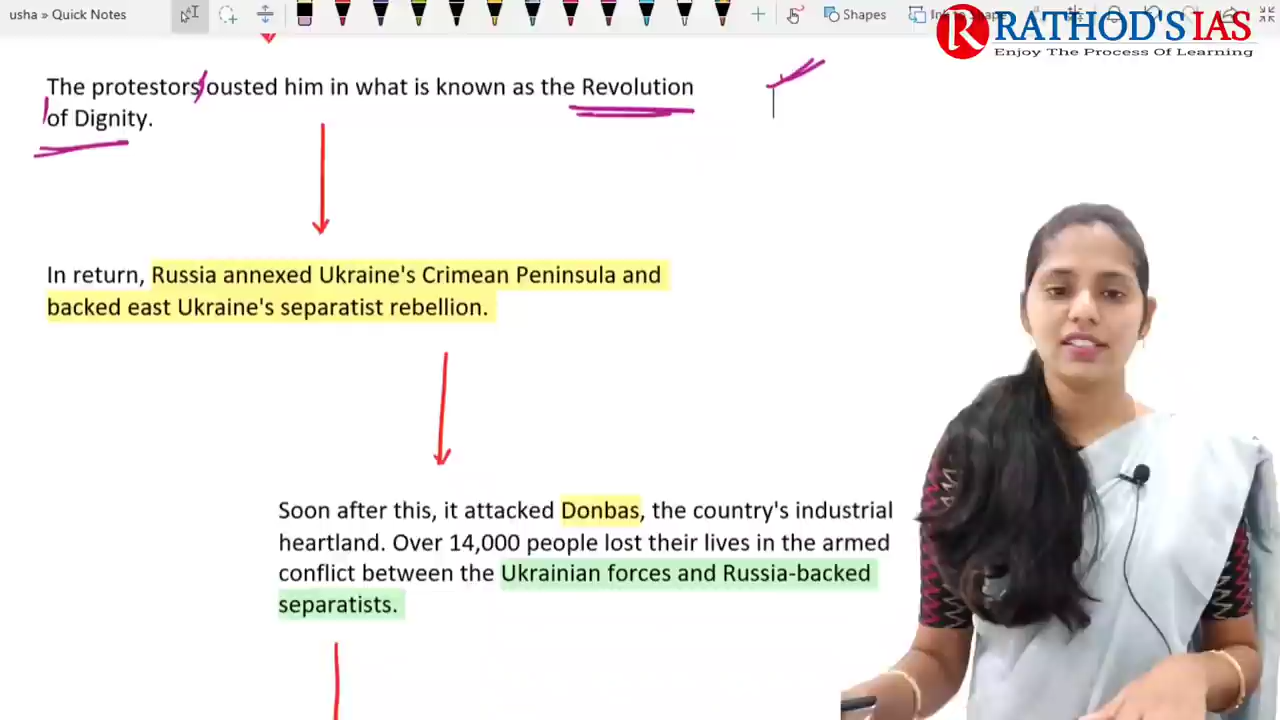 usha » Quick Notes
Shapes
RATHOD'S IAS
Enjoy The Process Of Learning
The protestors ousted him in what is known as the Revolution
of Dignity.
In return, Russia annexed Ukraine's Crimean Peninsula and
backed east Ukraine's separatist rebellion.
Soon after this, it attacked Donbas, the country's industrial
heartland. Over 14,000 people lost their lives in the armed
conflict between the Ukrainian forces and Russia-backed
separatists.